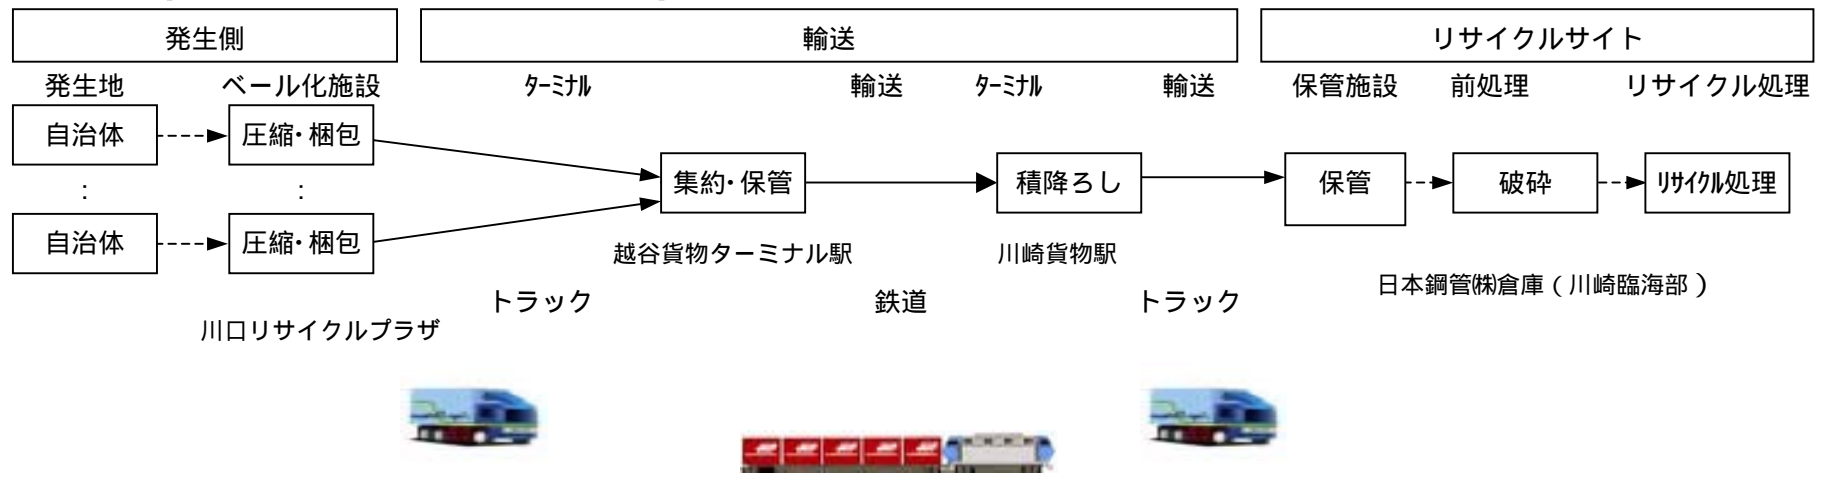 発生側 輸送 リサイクルサイト
発生地 ベール化施設 ﾀｰﾐﾅﾙ 輸送 ﾀｰﾐﾅﾙ 輸送 保管施設 前処理 リサイクル処理
自治体 圧縮･梱包
集約･保管 積降ろし 保管 破砕 ﾘｻｲｸﾙ処理
: :
自治体 圧縮･梱包
越谷貨物ターミナル駅 川崎貨物駅
日本鋼管㈱倉庫(川崎臨海部)
トラック 鉄道 トラック
川口リサイクルプラザ